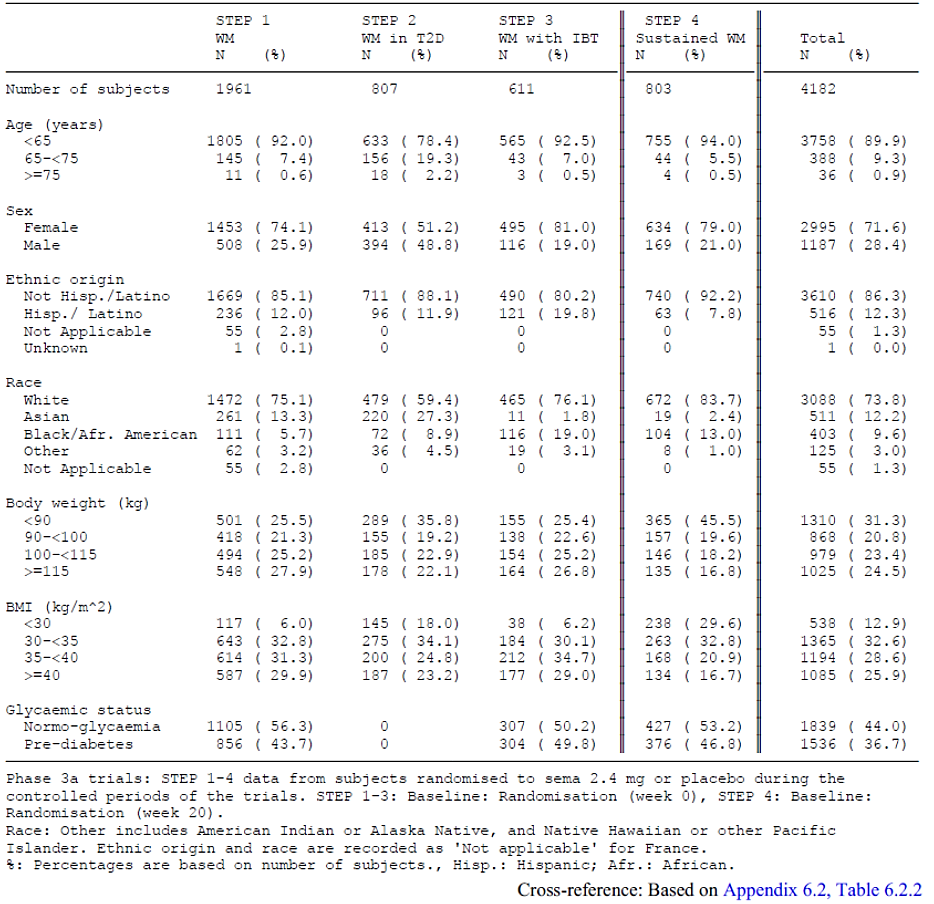 STEP 1 STEP 2 STEP 3 STEP 4
WM WM in T2D WM with IBT Sustained WM Total
N (%) N (%) N (%) N (%) N (%)
Number of subjects 1961 807 611 803 4182
Age (years)
<65 1805 ( 92.0) 633 ( 78.4) 565 ( 92.5) 755 ( 94.0) 3758 ( 89.9)
65-<75 145 ( 7.4) 156 ( 19.3) 43 ( 7.0) 44 ( 5.5) 388 ( 9.3)
>=75 11 ( 0.6) 18 ( 2.2) 3 ( 0.5) 4 ( 0.5) 36 ( 0.9)
Sex
Female 1453 ( 74.1) 413 ( 51.2) 495 ( 81.0) 634 ( 79.0) 2995 ( 71.6)
Male 508 ( 25.9) 394 ( 48.8) 116 ( 19.0) 169 ( 21.0) 1187 ( 28.4)
Ethnic origin
Not Hisp./Latino 1669 ( 85.1) 711 ( 88.1) 490 ( 80.2) 740 ( 92.2) 3610 ( 86.3)
Hisp./ Latino 236 ( 12.0) 96 ( 11.9) 121 ( 19.8) 63 ( 7.8) 516 ( 12.3)
Not Applicable 55 ( 2.8) 0 0 0 55 ( 1.3)
Unknown 1 ( 0.1) 0 0 0 1 ( 0.0)
Race
White 1472 ( 75.1) 479 ( 59.4) 465 ( 76.1) 672 ( 83.7) 3088 ( 73.8)
Asian 261 ( 13.3) 220 ( 27.3) 11 ( 1.8) 19 ( 2.4) 511 ( 12.2)
Black/Afr. American 111 ( 5.7) 72 ( 8.9) 116 ( 19.0) 104 ( 13.0) 403 ( 9.6)
Other 62 ( 3.2) 36 ( 4.5) 19 ( 3.1) 8 ( 1.0) 125 ( 3.0)
Not Applicable 55 ( 2.8) 0 0 0 55 ( 1.3)
Body weight (kg)
<90 501 ( 25.5) 289 ( 35.8) 155 ( 25.4) 365 ( 45.5) 1310 ( 31.3)
90-<100 418 ( 21.3) 155 ( 19.2) 138 ( 22.6) 157 ( 19.6) 868 ( 20.8)
100-<115 494 ( 25.2) 185 ( 22.9) 154 ( 25.2) 146 ( 18.2) 979 ( 23.4)
>=115 548 ( 27.9) 178 ( 22.1) 164 ( 26.8) 135 ( 16.8) 1025 ( 24.5)
BMI (kg/m^2)
<30 117 ( 6.0) 145 ( 18.0) 38 ( 6.2) 238 ( 29.6) 538 ( 12.9)
30-<35 643 ( 32.8) 275 ( 34.1) 184 ( 30.1) 263 ( 32.8) 1365 ( 32.6)
35-<40 614 ( 31.3) 200 ( 24.8) 212 ( 34.7) 168 ( 20.9) 1194 ( 28.6)
>=40 587 ( 29.9) 187 ( 23.2) 177 ( 29.0) 134 ( 16.7) 1085 ( 25.9)
Glycaemic status
Normo-glycaemia 1105 ( 56.3) 0 307 ( 50.2) 427 ( 53.2) 1839 ( 44.0)
Pre-diabetes 856 ( 43.7) 0 304 ( 49.8) 376 ( 46.8) 1536 ( 36.7)
Phase 3a trials: STEP 1-4 data from subjects randomised to sema 2.4 mg or placebo during the
controlled periods of the trials. STEP 1-3: Baseline: Randomisation (week 0), STEP 4: Baseline:
Randomisation (week 20).
Race: Other includes American Indian or Alaska Native, and Native Hawaiian or other Pacific
Islander. Ethnic origin and race are recorded as 'Not applicable' for France.
%: Percentages are based on number of subjects., Hisp.: Hispanic; Afr.: African.
Cross-reference: Based on Appendix 6.2, Table 6.2.2